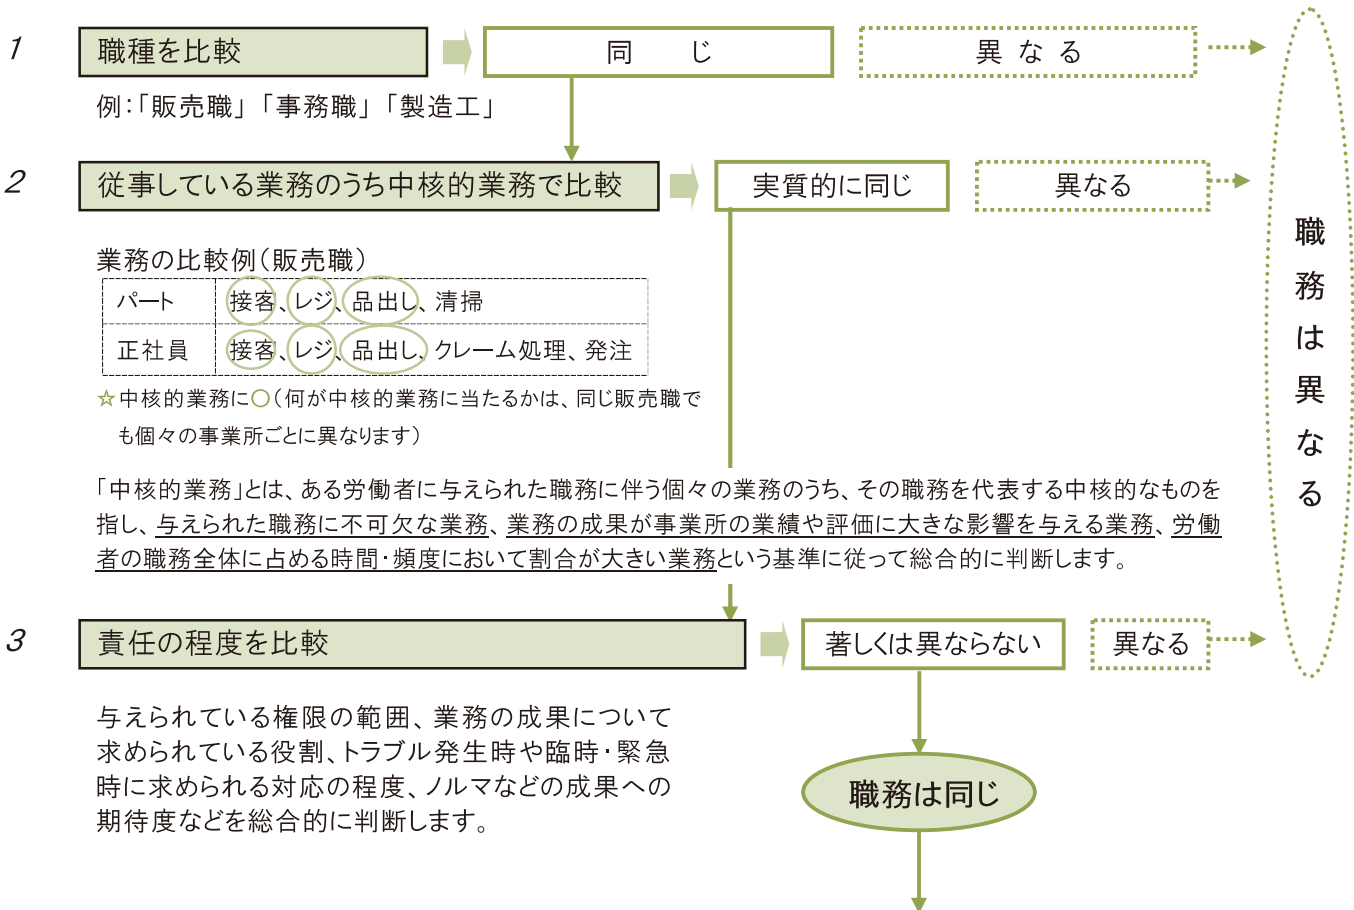 1 職種を比較 同じ 異なる
例：「販売職」「事務職」「製造工」
2 従事している業務のうち中核的業務で比較 実質的に同じ 異なる
業務の比較例（販売職）
パート 接客、レジ、品出し、清掃
正社員 接客、レジ、品出し、クレーム処理、発注
☆中核的業務に○（何が中核的業務に当たるかは、同じ販売職で
も個々の事業所ごとに異なります）
「中核的業務」とは、ある労働者に与えられた職務に伴う個々の業務のうち、その職務を代表する中核的なものを
指し、与えられた職務に不可欠な業務、業務の成果が事業所の業績や評価に大きな影響を与える業務、労働
者の職務全体に占める時間・頻度において割合が大きい業務という基準に従って総合的に判断します。
3 責任の程度を比較 著しくは異ならない 異なる
与えられている権限の範囲、業務の成果について
求められている役割、トラブル発生時や臨時・緊急
時に求められる対応の程度、ノルマなどの成果への
期待度などを総合的に判断します。
職務は同じ
職務は異なる